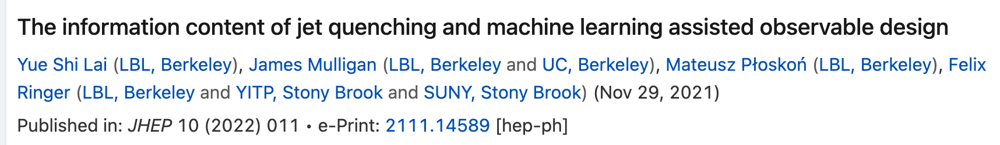 The information content of jet quenching and machine learning assisted observable design
Yue Shi Lai (LBL, Berkeley), James Mulligan (LBL, Berkeley and UC, Berkeley), Mateusz Płoskoń (LBL, Berkeley), Felix
Ringer (LBL, Berkeley and YITP, Stony Brook and SUNY, Stony Brook) (Nov 29, 2021)
Published in: JHEP 10 (2022) 011 • e-Print: 2111.14589 [hep-ph]